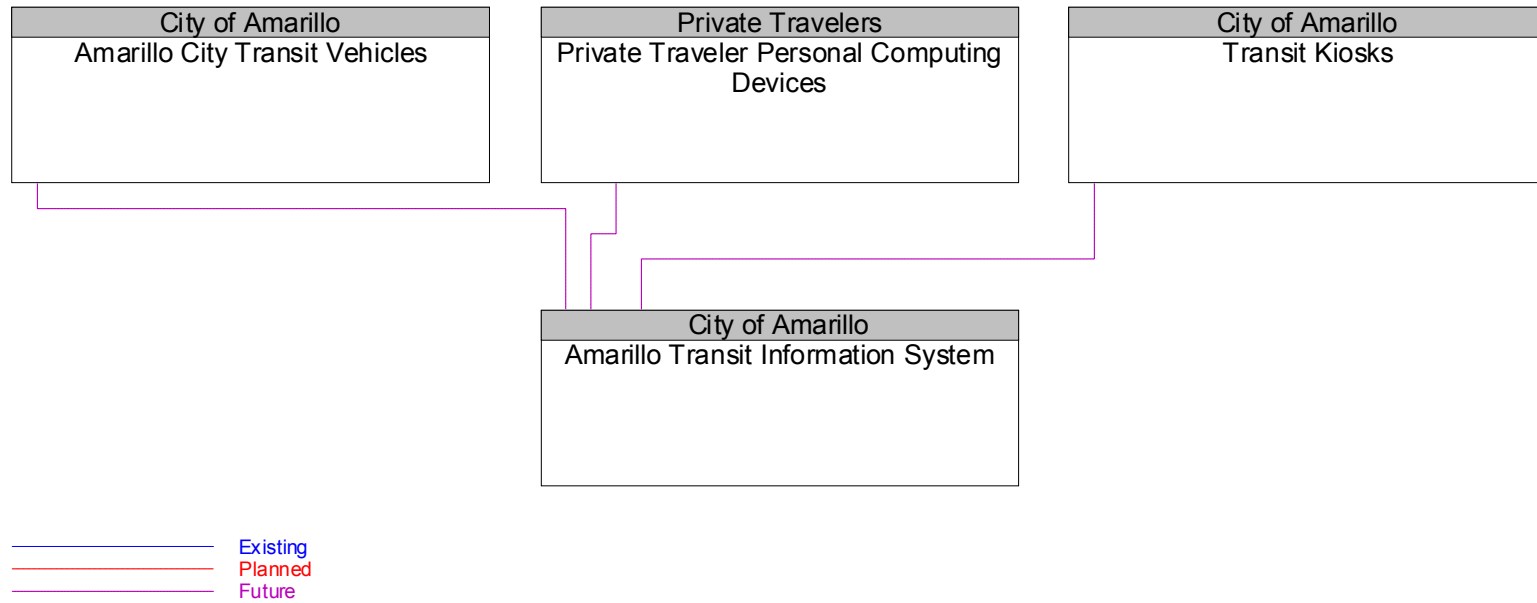 City of Amarillo
Amarillo City Transit Vehicles
Private Travelers
Private Traveler Personal Computing
Devices
City of Amarillo
Transit Kiosks
City of Amarillo
Amarillo Transit Information System
Existing
Planned
Future